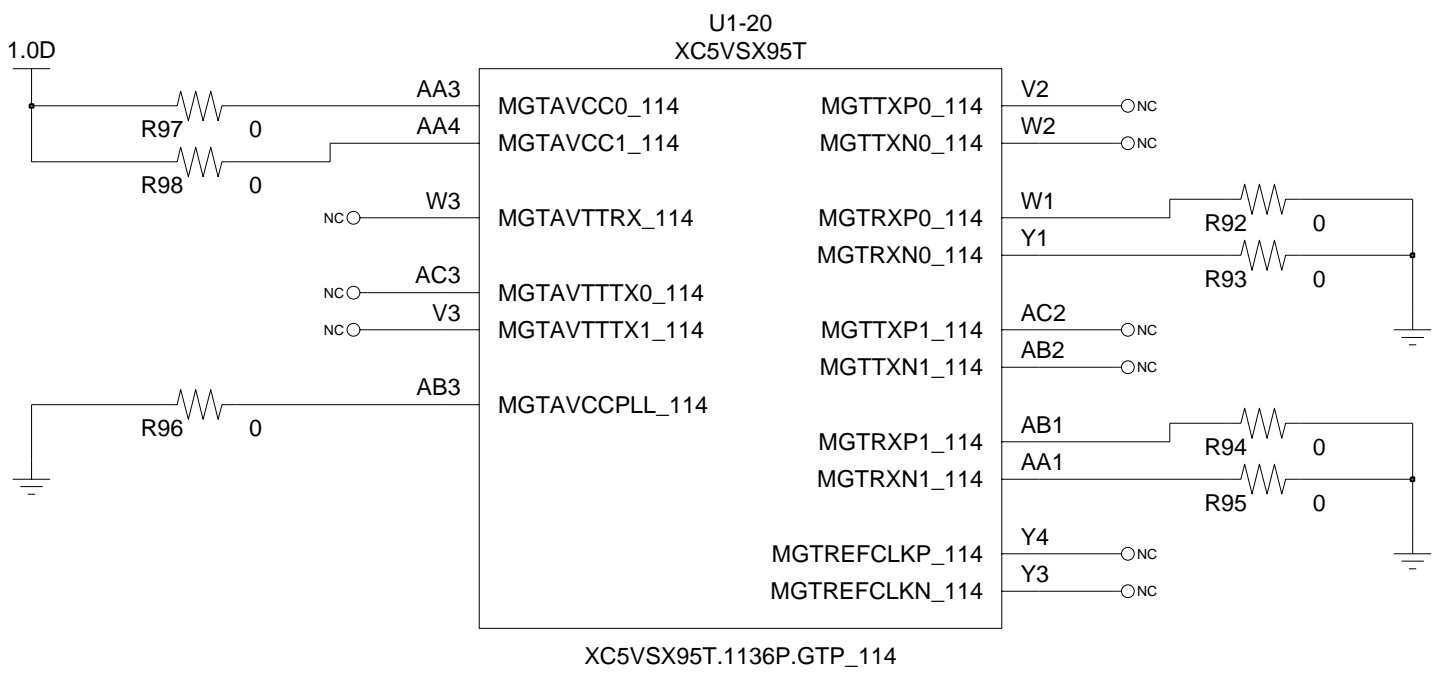 U1-20
XC5VSX95T
1.0D
AA3
MGTAVCC0_114
R97 0
AA4
MGTAVCC1_114
R98 0
W3
NC
MGTAVTTRX_114
AC3
NC
MGTAVTTTX0_114
V3
NC
MGTAVTTTX1_114
AB3
MGTAVCCPLL_114
R96 0
V2
MGTTXP0_114
NC
W2
MGTTXN0_114
NC
W1
MGTRXP0_114
R92 0
Y1
MGTRXN0_114
R93 0
AC2
MGTTXP1_114
NC
AB2
MGTTXN1_114
NC
AB1
MGTRXP1_114
R94 0
AA1
MGTRXN1_114
R95 0
Y4
MGTREFCLKP_114
NC
Y3
MGTREFCLKN_114
NC
XC5VSX95T.1136P.GTP_114